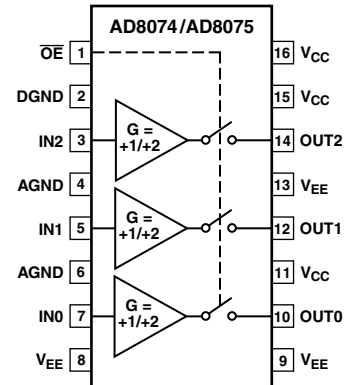 AD8074/AD8075
OE 1 16 VCC
DGND 2 15 VCC
IN2 3 G = +1/+2 14 OUT2
AGND 4 13 VEE
IN1 5 G = +1/+2 12 OUT1
AGND 6 11 VCC
IN0 7 G = +1/+2 10 OUT0
VEE 8 9 VEE